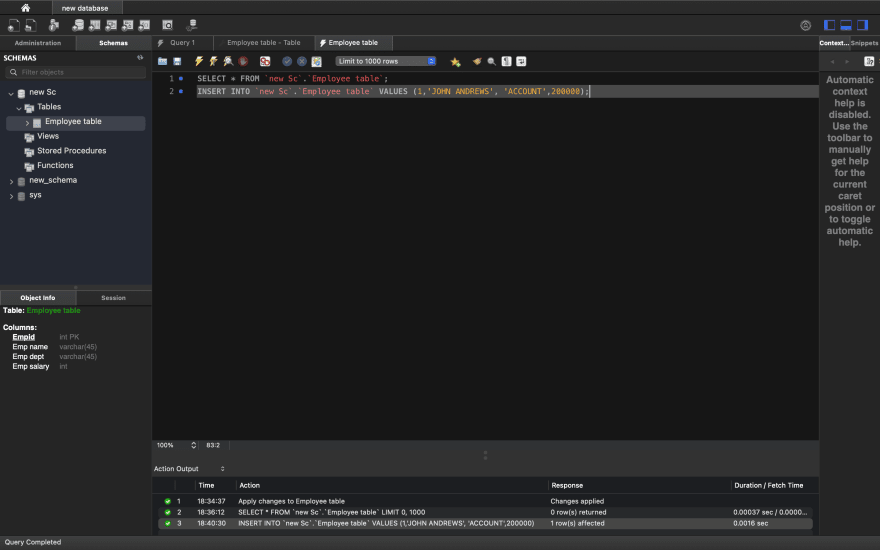 new database
Administration Schemas Query 1 Employee table - Table Employee table Context... Snippets
SCHEMAS
Filter objects
Limit to 1000 rows
new Sc
Tables
Employee table
Views
Stored Procedures
Functions
new_schema
sys
1 SELECT * FROM `new Sc`.`Employee table`;
2 INSERT INTO `new Sc`.`Employee table` VALUES (1,'JOHN ANDREWS', 'ACCOUNT',200000);
Automatic
context
help is
disabled.
Use the
toolbar to
manually
get help
for the
current
caret
position or
to toggle
automatic
help.
Object Info Session
Table: Employee table
Columns:
Empid int PK
Emp name varchar(45)
Emp dept varchar(45)
Emp salary int
100% 83:2
Action Output
Time Action Response Duration / Fetch Time
1 18:34:37 Apply changes to Employee table Changes applied
2 18:36:12 SELECT * FROM `new Sc`.`Employee table` LIMIT 0, 1000 0 row(s) returned 0.00037 sec / 0.0000...
3 18:40:30 INSERT INTO `new Sc`.`Employee table` VALUES (1,'JOHN ANDREWS', 'ACCOUNT',200000) 1 row(s) affected 0.0016 sec
Query Completed